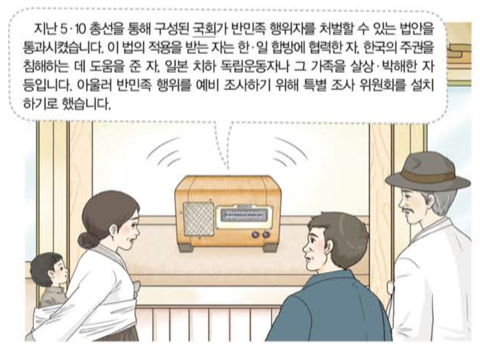 지난 5·10 총선을 통해 구성된 국회가 반민족 행위자를 처벌할 수 있는 법안을
통과시켰습니다. 이 법의 적용을 받는 자는 한·일 합방에 협력한 자, 한국의 주권을
침해하는 데 도움을 준 자, 일본 치하 독립운동자나 그 가족을 살상·박해한 자
등입니다. 아울러 반민족 행위를 예비 조사하기 위해 특별 조사 위원회를 설치
하기로 했습니다.